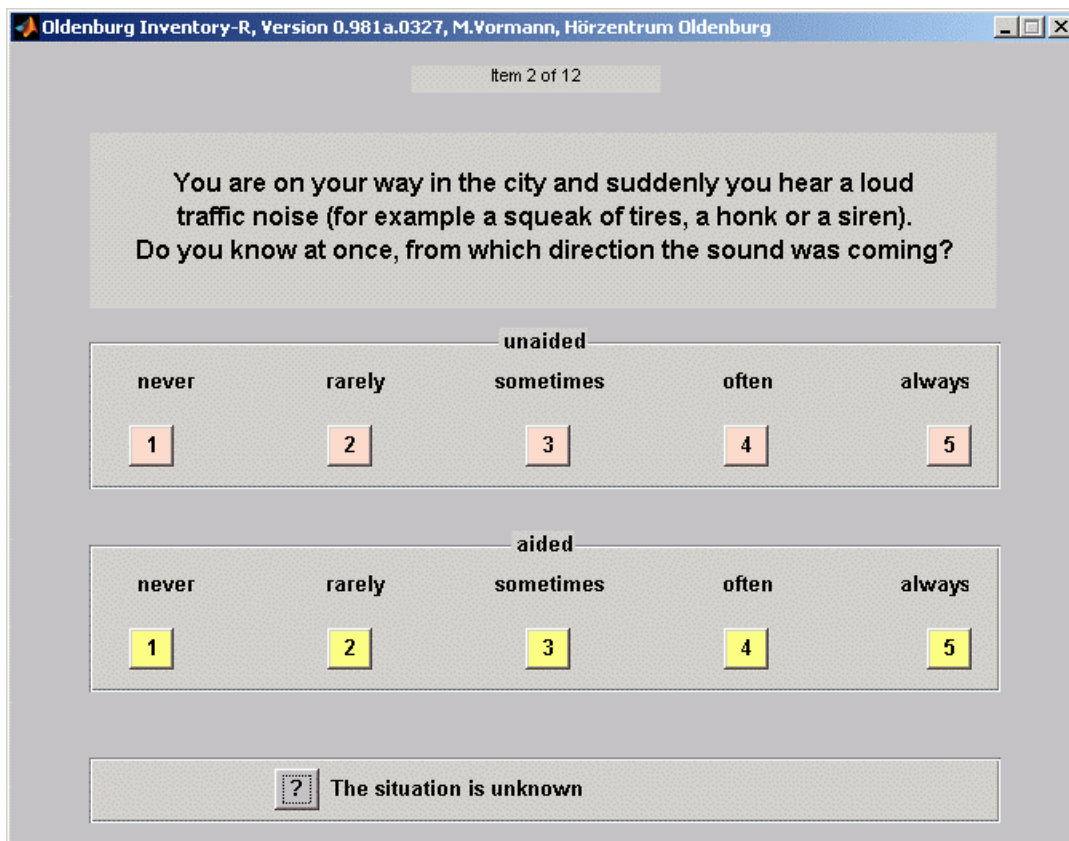 Oldenburg Inventory-R, Version 0.981a.0327, M.Vormann, Hörzentrum Oldenburg
Item 2 of 12
You are on your way in the city and suddenly you hear a loud
traffic noise (for example a squeak of tires, a honk or a siren).
Do you know at once, from which direction the sound was coming?
unaided
never rarely sometimes often always
1 2 3 4 5
aided
never rarely sometimes often always
1 2 3 4 5
? The situation is unknown